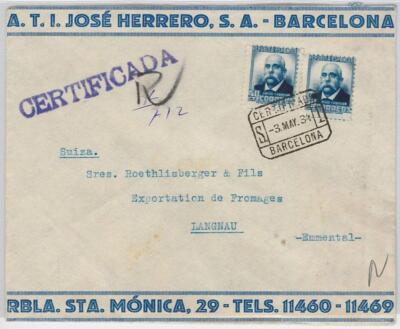 A. T. I. JOSÉ HERRERO, S. A. - BARCELONA
CERTIFICADA
R
712
CORREOS
CERTIFICADO
-3. MAY. 34
BARCELONA
Suiza.
Sres. Roethlisberger & Fils
Exportation de Fromages
LANGNAU
-Emmental-
RBLA. STA. MÓNICA, 29 - TELS. 11460 - 11469